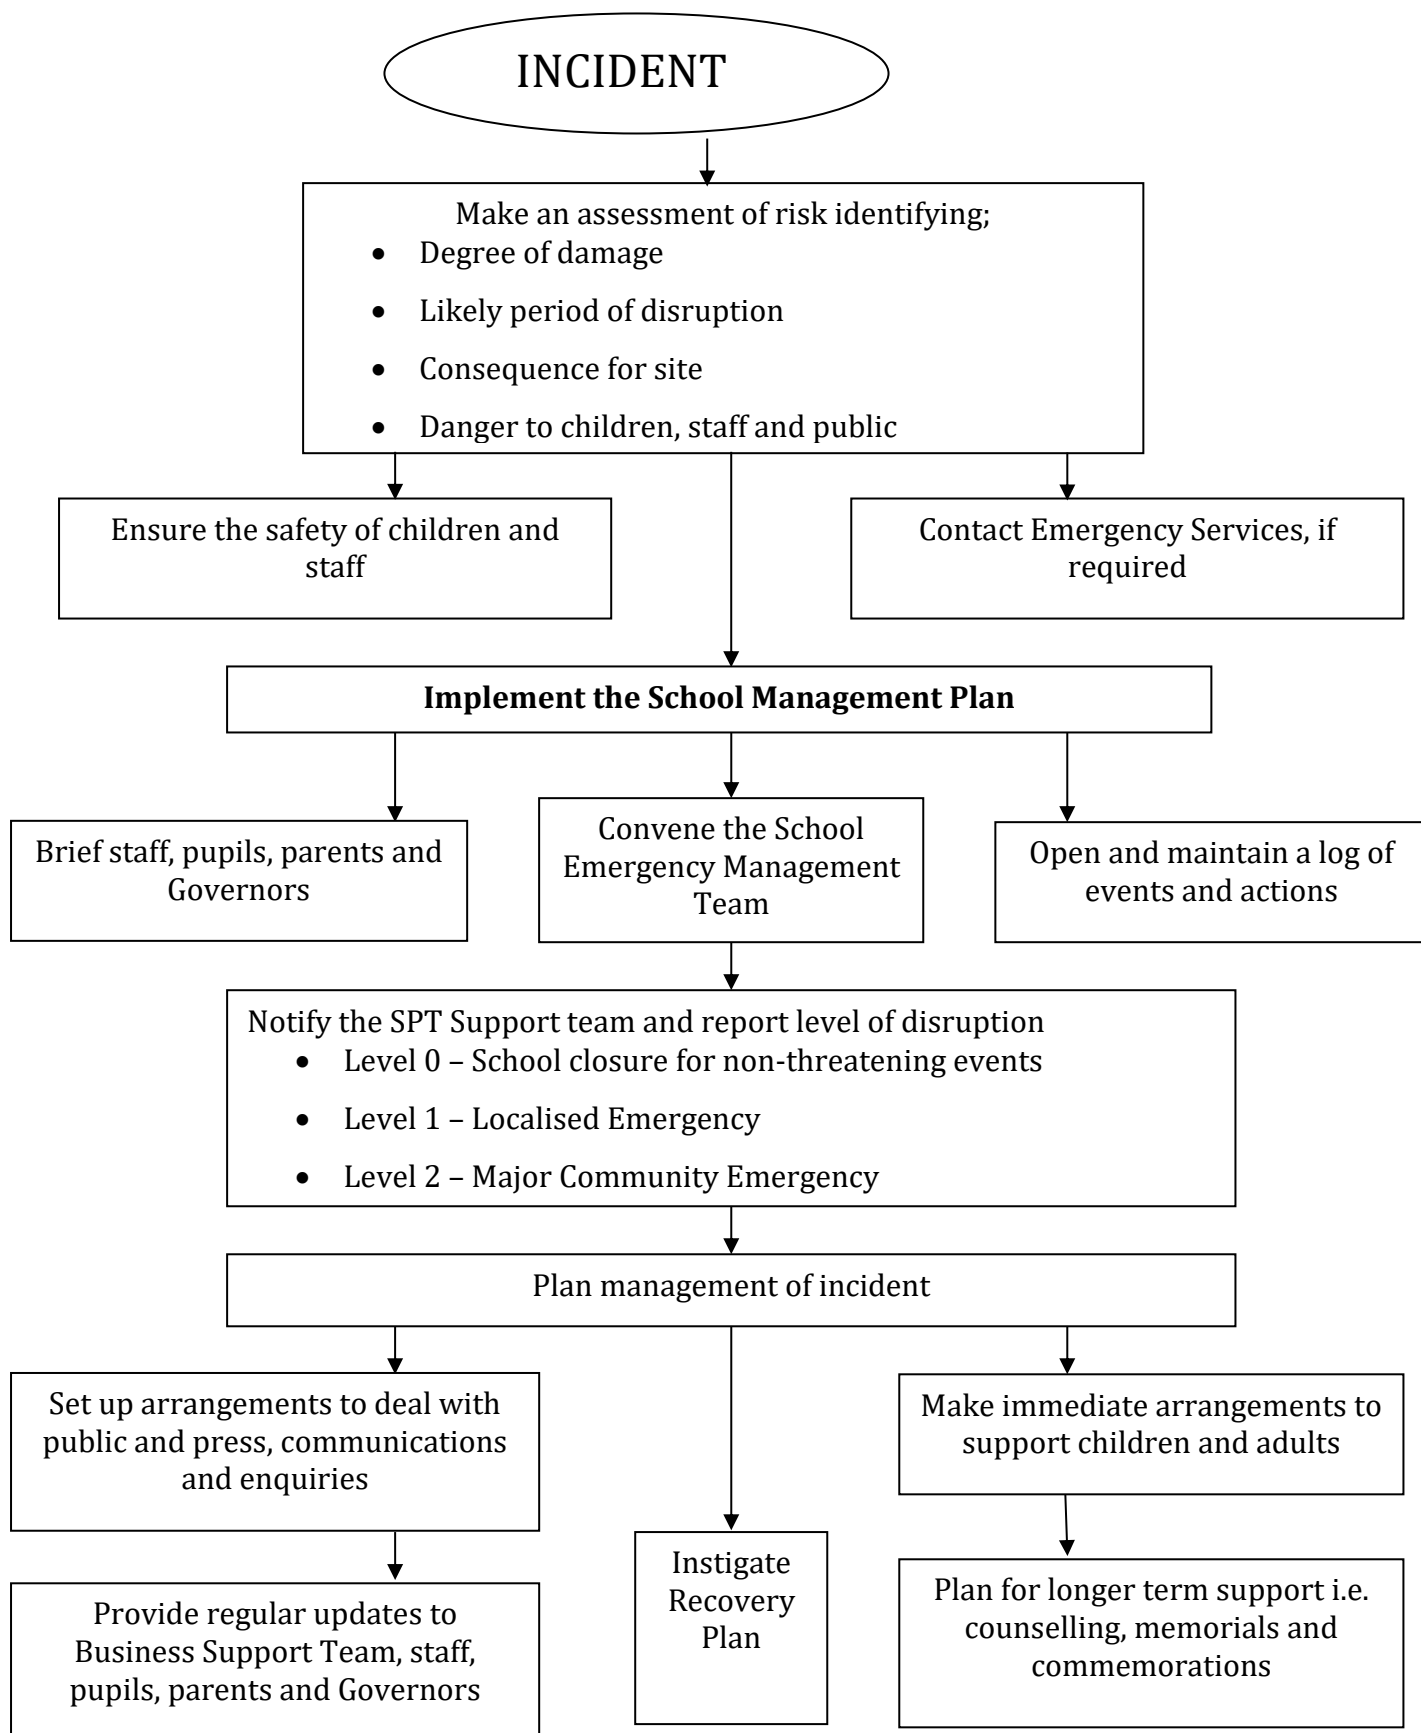 INCIDENT
Make an assessment of risk identifying;
• Degree of damage
• Likely period of disruption
• Consequence for site
• Danger to children, staff and public
Ensure the safety of children and
staff
Contact Emergency Services, if
required
Implement the School Management Plan
Brief staff, pupils, parents and
Governors
Convene the School
Emergency Management
Team
Open and maintain a log of
events and actions
Notify the SPT Support team and report level of disruption
• Level 0 – School closure for non-threatening events
• Level 1 – Localised Emergency
• Level 2 – Major Community Emergency
Plan management of incident
Set up arrangements to deal with
public and press, communications
and enquiries
Make immediate arrangements to
support children and adults
Instigate
Recovery
Plan
Provide regular updates to
Business Support Team, staff,
pupils, parents and Governors
Plan for longer term support i.e.
counselling, memorials and
commemorations